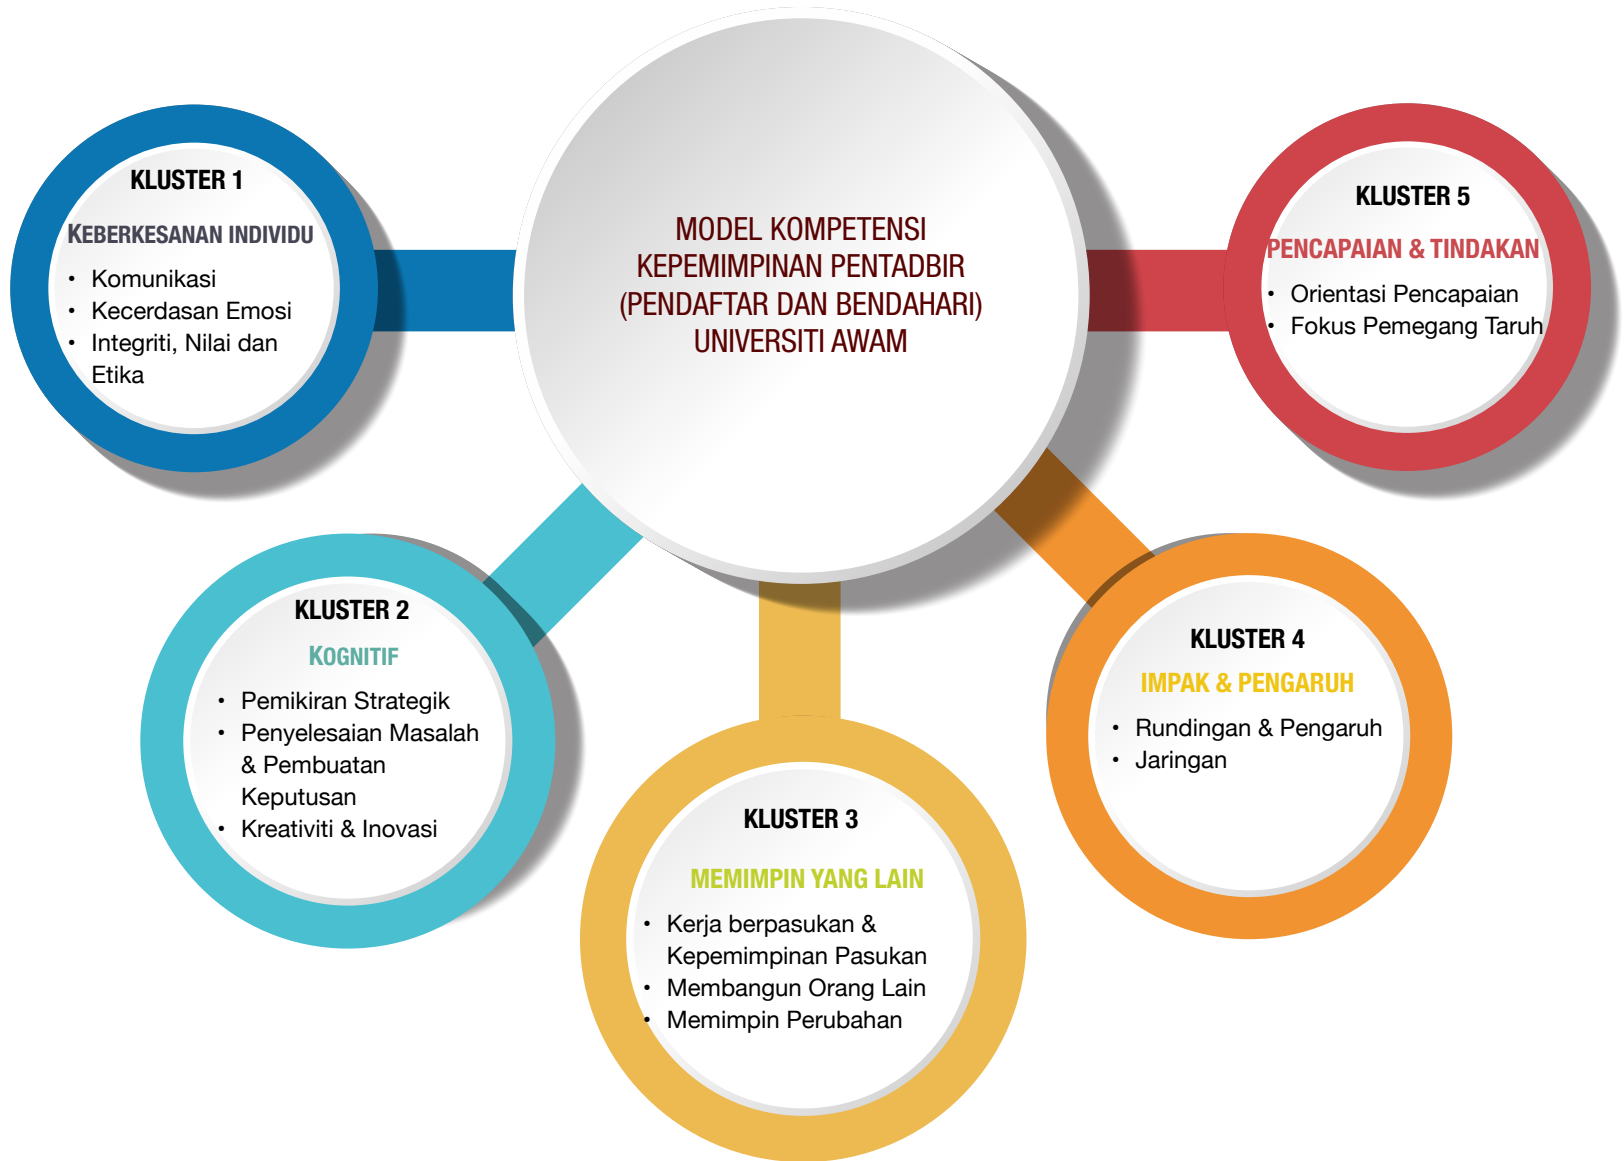 MODEL KOMPETENSI
KEPEMIMPINAN PENTADBIR
(PENDAFTAR DAN BENDAHARI)
UNIVERSITI AWAM
KLUSTER 1
KEBERKESANAN INDIVIDU
• Komunikasi
• Kecerdasan Emosi
• Integriti, Nilai dan
Etika
KLUSTER 2
KOGNITIF
• Pemikiran Strategik
• Penyelesaian Masalah
& Pembuatan
Keputusan
• Kreativiti & Inovasi
KLUSTER 3
MEMIMPIN YANG LAIN
• Kerja berpasukan &
Kepemimpinan Pasukan
• Membangun Orang Lain
• Memimpin Perubahan
KLUSTER 4
IMPAK & PENGARUH
• Rundingan & Pengaruh
• Jaringan
KLUSTER 5
PENCAPAIAN & TINDAKAN
• Orientasi Pencapaian
• Fokus Pemegang Taruh